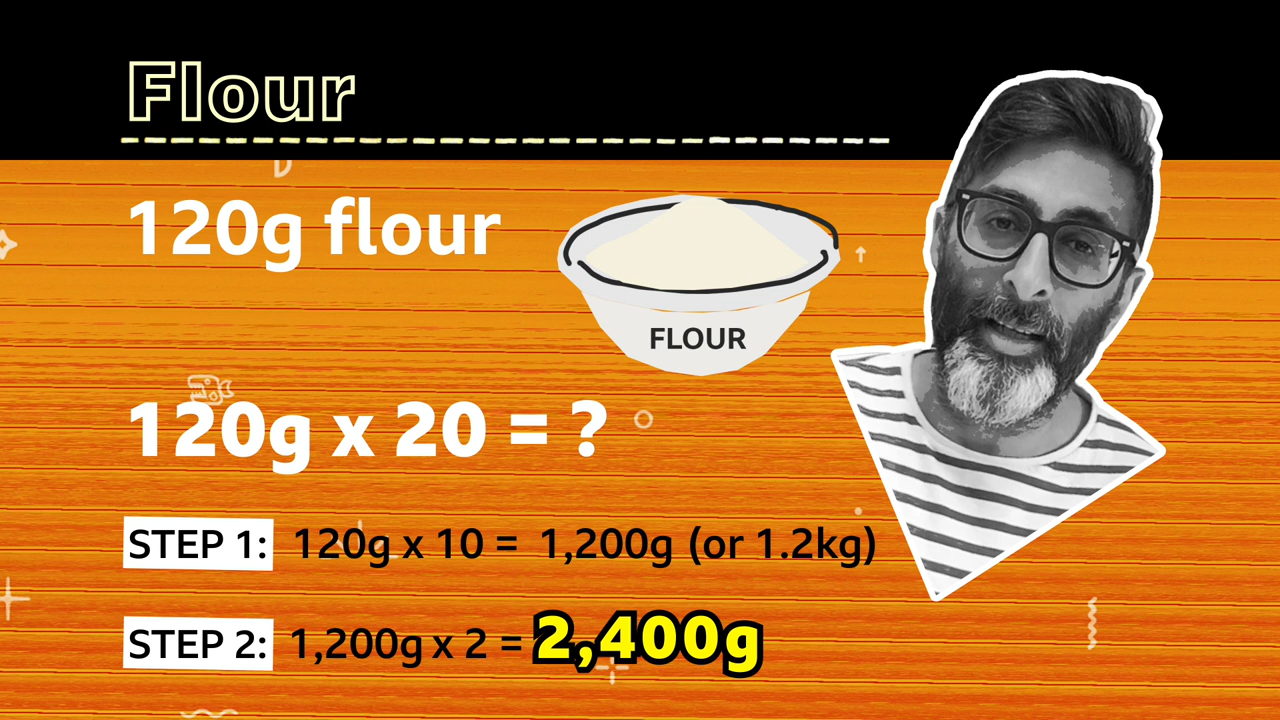 Flour
120g flour
FLOUR
120g x 20 = ?
STEP 1: 120g x 10 = 1,200g (or 1.2kg)
STEP 2: 1,200g x 2 = 2,400g